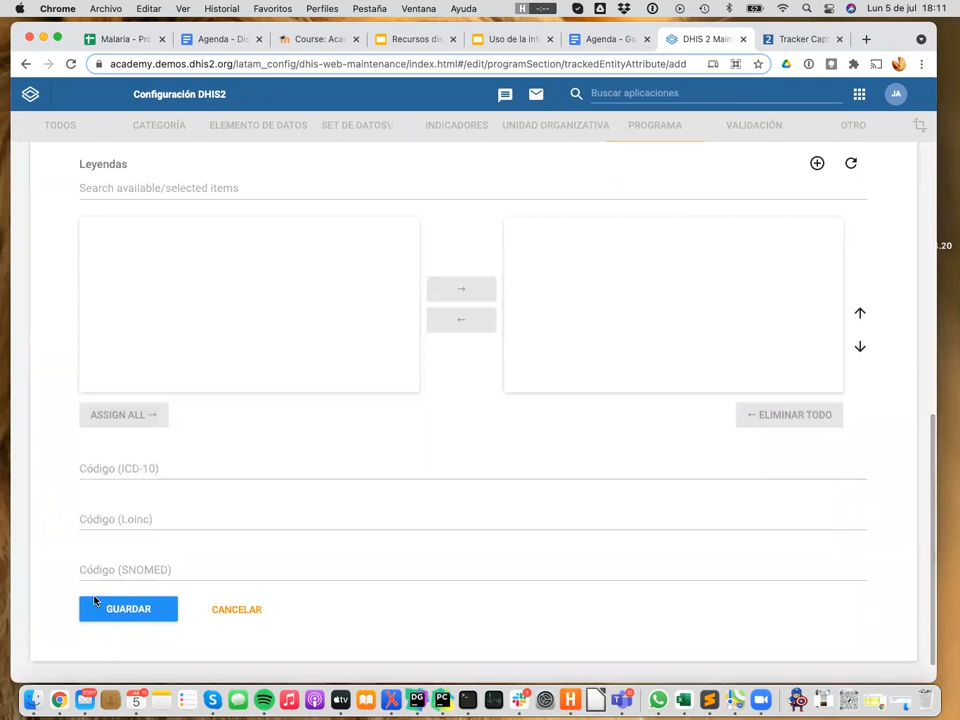 Chrome Archivo Editar Ver Historial Favoritos Perfiles Pestaña Ventana Ayuda Lun 5 de jul 18:11
Malaria - Pro Agenda - Dis Course: Aca Recursos dis Uso de la int Agenda - Go DHIS 2 Main Tracker Capt
academy.demos.dhis2.org/latam_config/dhis-web-maintenance/index.html#/edit/programSection/trackedEntityAttribute/add
Configuración DHIS2 Buscar aplicaciones JA
TODOS CATEGORÍA ELEMENTO DE DATOS SET DE DATOS\; INDICADORES UNIDAD ORGANIZATIVA PROGRAMA VALIDACIÓN OTRO
Leyendas
Search available/selected items
→
←
ASSIGN ALL → ← ELIMINAR TODO
Código (ICD-10)
Código (Loinc)
Código (SNOMED)
GUARDAR CANCELAR